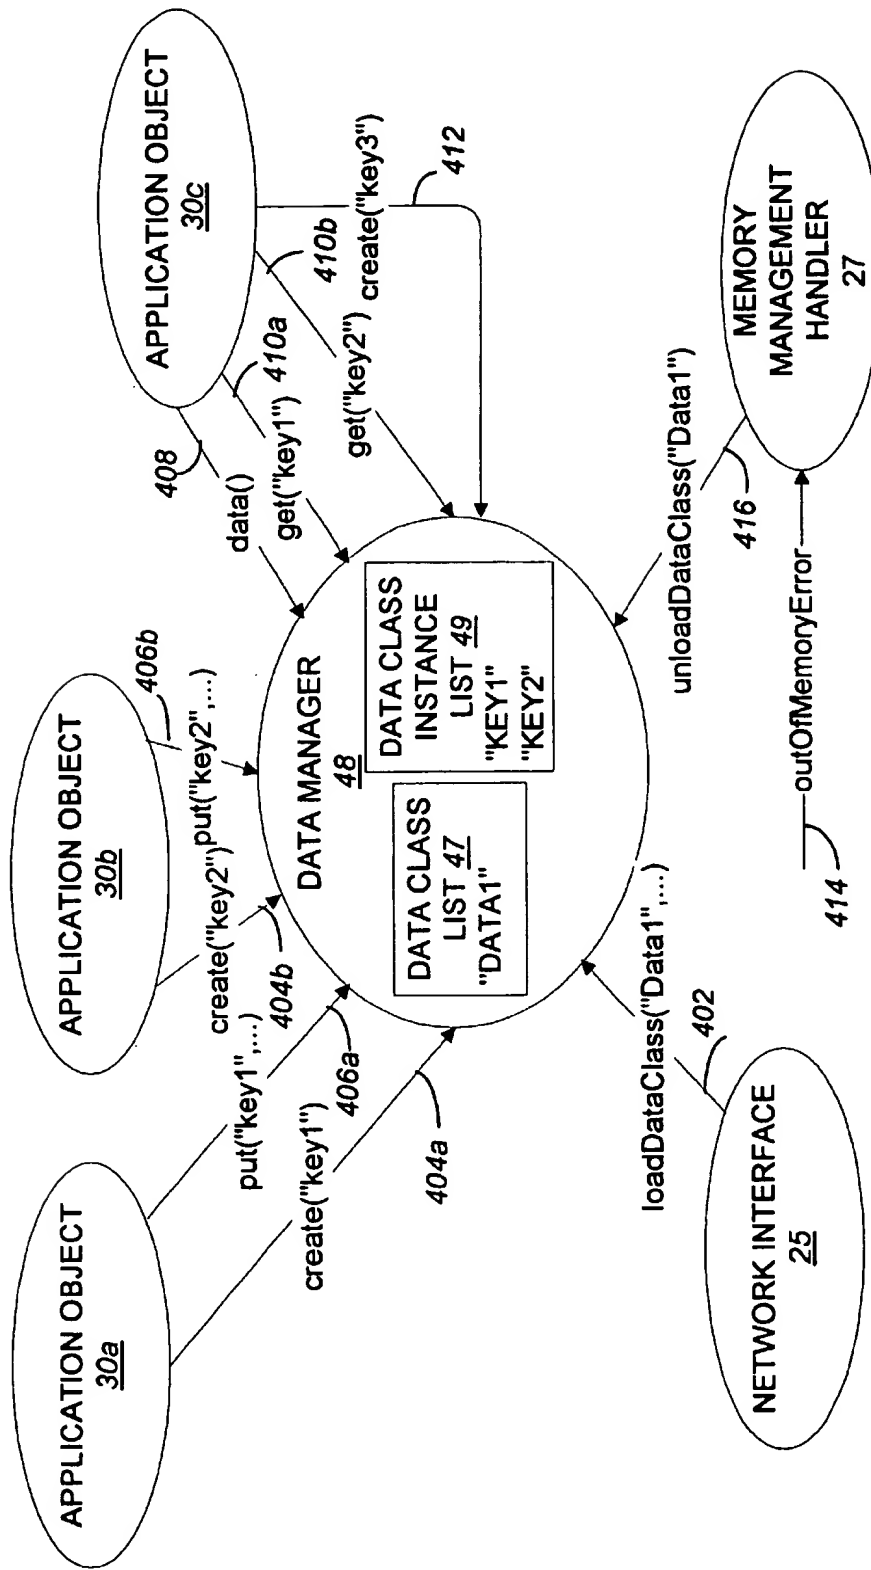 APPLICATION OBJECT
30a
APPLICATION OBJECT
30b
APPLICATION OBJECT
30c
put("key1",...)
406a
create("key1")
404a
create("key2")
404b
put("key2",...)
406b
408
data()
410a
get("key1")
410b
get("key2")
create("key3")
412
DATA MANAGER
48
DATA CLASS
LIST 47
"DATA1"
DATA CLASS
INSTANCE
LIST 49
"KEY1"
"KEY2"
loadDataClass("Data1",...)
402
NETWORK INTERFACE
25
unloadDataClass("Data1")
416
outOfMemoryError
414
MEMORY
MANAGEMENT
HANDLER
27